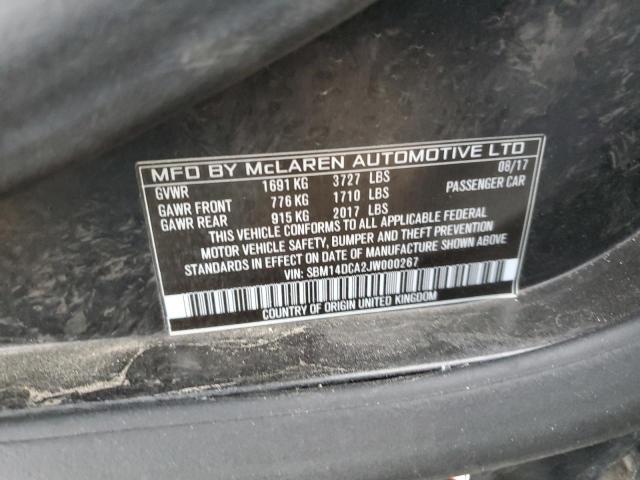 MFD BY McLAREN AUTOMOTIVE LTD
08/17
GVWR 1691 KG 3727 LBS PASSENGER CAR
GAWR FRONT 776 KG 1710 LBS
GAWR REAR 915 KG 2017 LBS
THIS VEHICLE CONFORMS TO ALL APPLICABLE FEDERAL
MOTOR VEHICLE SAFETY, BUMPER AND THEFT PREVENTION
STANDARDS IN EFFECT ON DATE OF MANUFACTURE SHOWN ABOVE
VIN: SBM14DCA2JW000267
COUNTRY OF ORIGIN UNITED KINGDOM